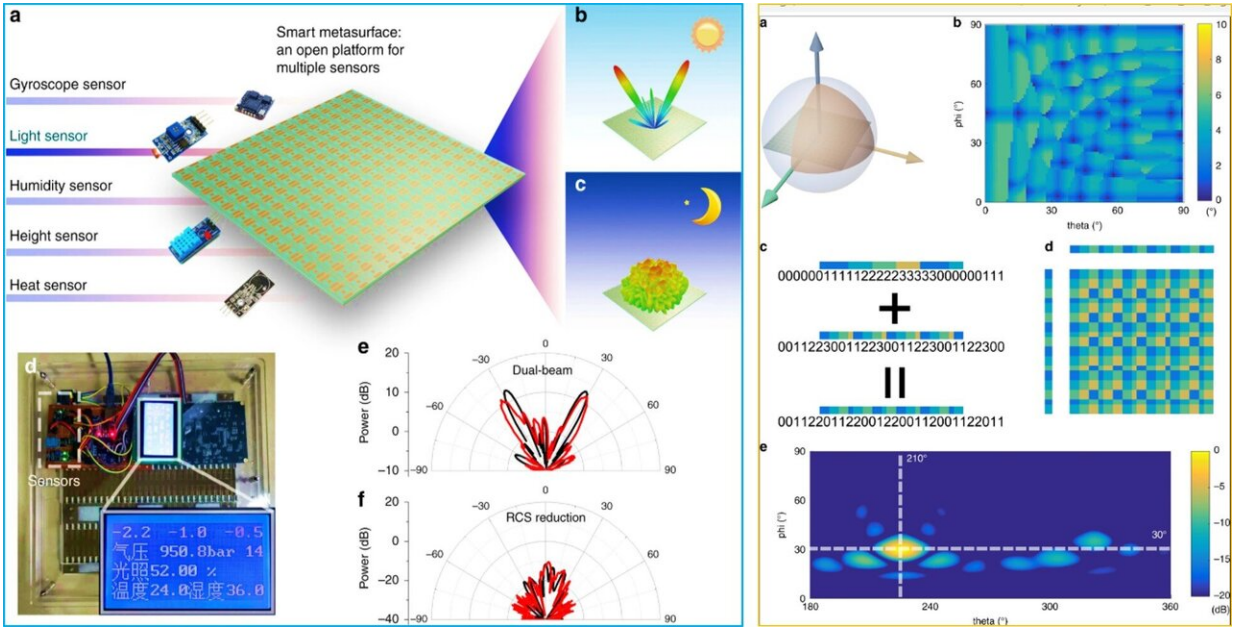 a
Smart metasurface:
an open platform for
multiple sensors
Gyroscope sensor
Light sensor
Humidity sensor
Height sensor
Heat sensor
b
c
d
Sensors
-2.2 -1.0 -0.5
气压 950.8bar 14
光照52.00 %
温度24.0湿度36.0
e
Power (dB)
20
10
0
-10
-90
-60
-30
0
30
60
90
Dual-beam
f
Power (dB)
20
0
-20
-40
-90
-60
-30
0
30
60
90
RCS reduction
a
b
phi (°)
90
60
30
0
0
30
60
90
theta (°)
10
8
6
4
2
0
(°)
c
000000111112222233333000000111
+
001122300112230011223001122300
=
001122011220012200112001122011
d
e
phi (°)
90
60
30
0
180
240
300
360
theta (°)
210°
30°
0
-5
-10
-15
-20
(dB)